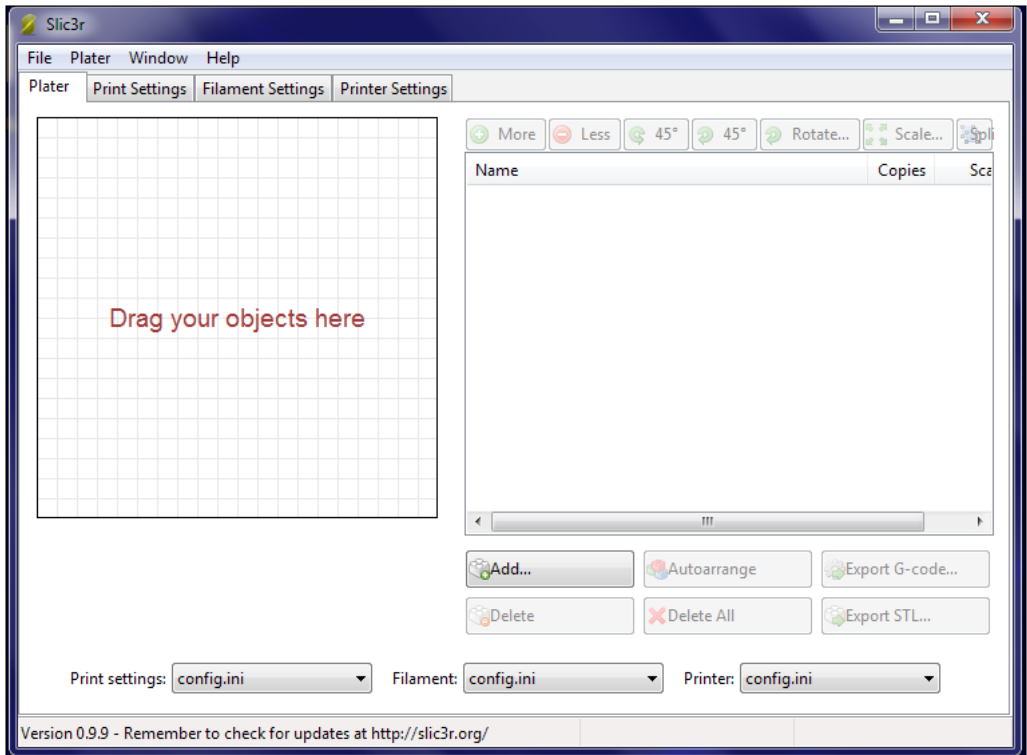 Slic3r
File Plater Window Help
Plater Print Settings Filament Settings Printer Settings
More Less 45° 45° Rotate... Scale... Spli
Name Copies Sca
Drag your objects here
Add... Autoarrange Export G-code...
Delete Delete All Export STL...
Print settings: config.ini Filament: config.ini Printer: config.ini
Version 0.9.9 - Remember to check for updates at http://slic3r.org/